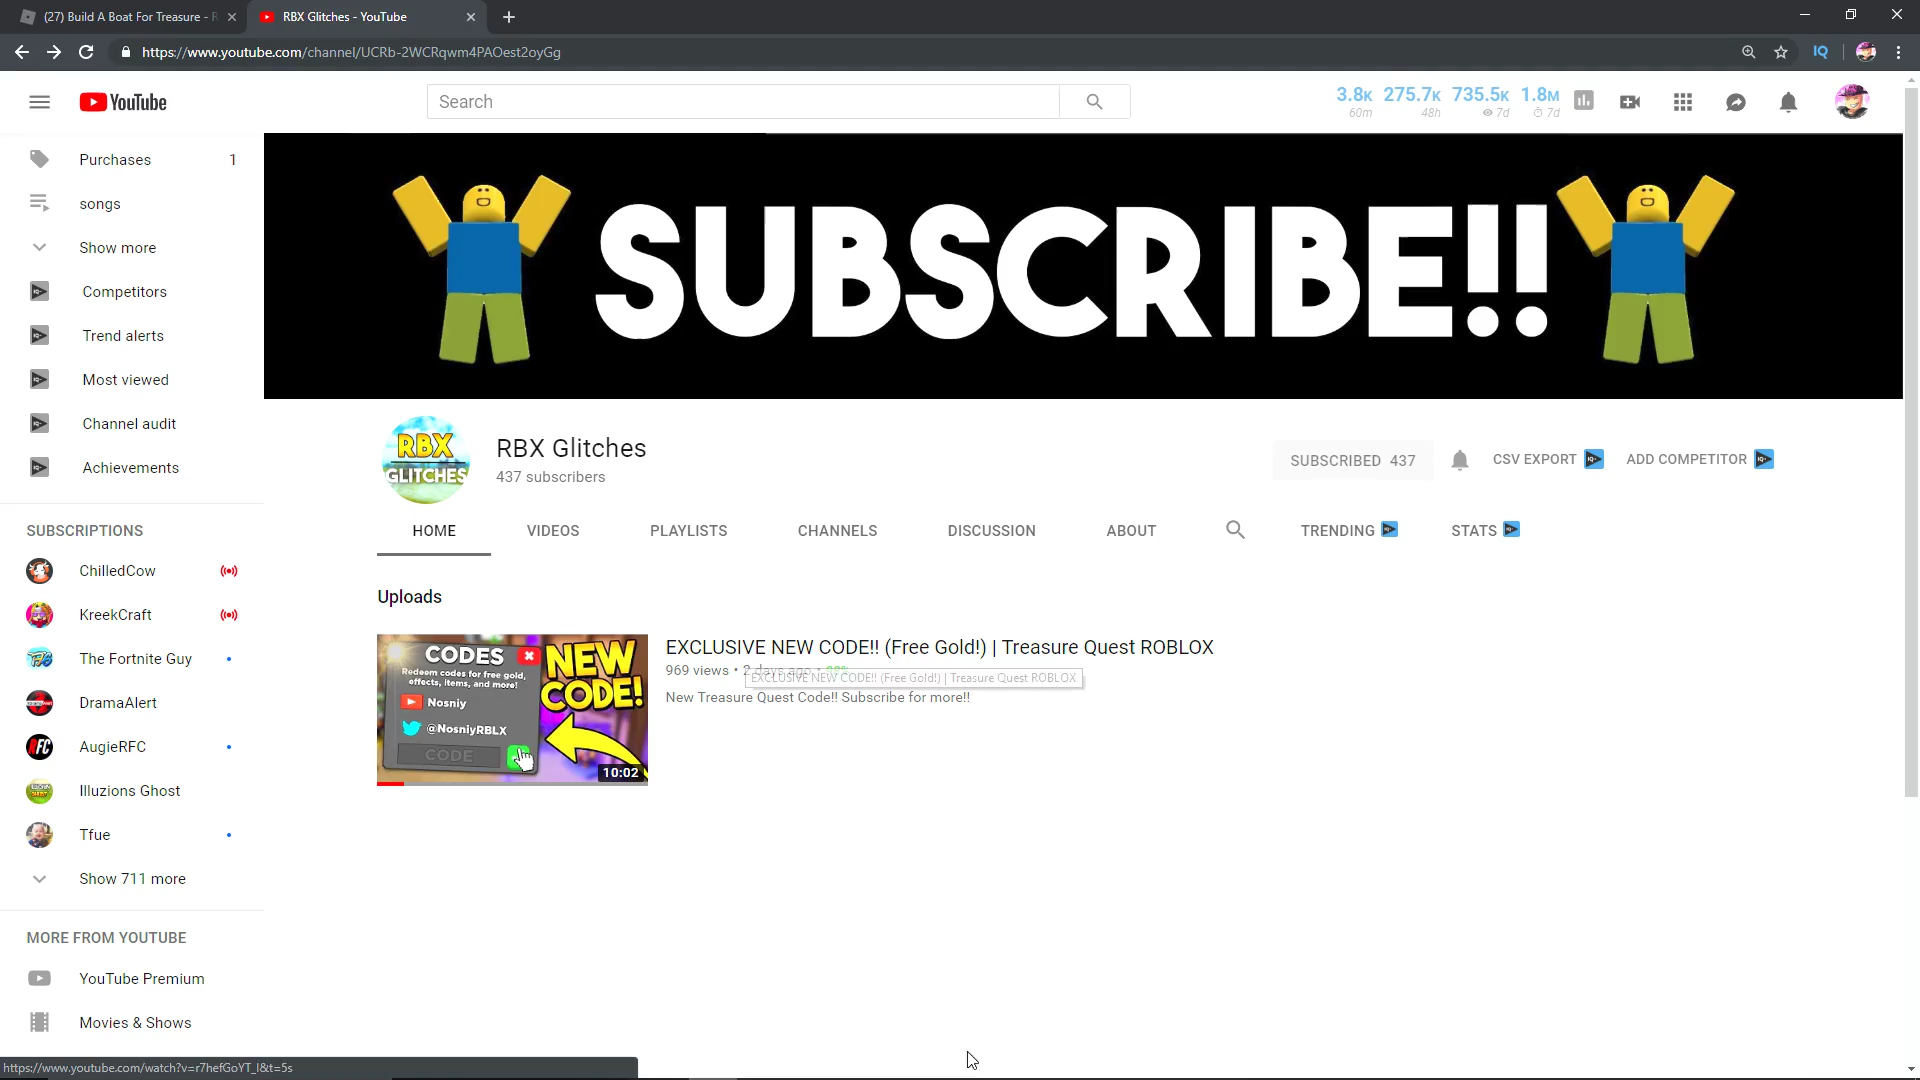 (27) Build A Boat For Treasure - R
RBX Glitches - YouTube
https://www.youtube.com/channel/UCRb-2WCRqwm4PAOest2oyGg
IQ
YouTube
Search
3.8K 275.7K 735.5K 1.8M
60m 48h 7d 7d
Purchases 1
songs
Show more
Competitors
Trend alerts
Most viewed
Channel audit
Achievements
SUBSCRIPTIONS
ChilledCow
KreekCraft
The Fortnite Guy
DramaAlert
AugieRFC
Illuzions Ghost
Tfue
Show 711 more
MORE FROM YOUTUBE
YouTube Premium
Movies & Shows
SUBSCRIBE!!
RBX
GLITCHES
RBX Glitches
437 subscribers
SUBSCRIBED 437
CSV EXPORT
ADD COMPETITOR
HOME VIDEOS PLAYLISTS CHANNELS DISCUSSION ABOUT TRENDING STATS
Uploads
CODES
Redeem codes for free gold,
effects, items, and more!
Nosniy
@NosniyRBLX
CODE
NEW
CODE!
10:02
EXCLUSIVE NEW CODE!! (Free Gold!) | Treasure Quest ROBLOX
969 views • 2 days ago •
EXCLUSIVE NEW CODE!! (Free Gold!) | Treasure Quest ROBLOX
New Treasure Quest Code!! Subscribe for more!!
https://www.youtube.com/watch?v=r7hefGoYT_I&t=5s